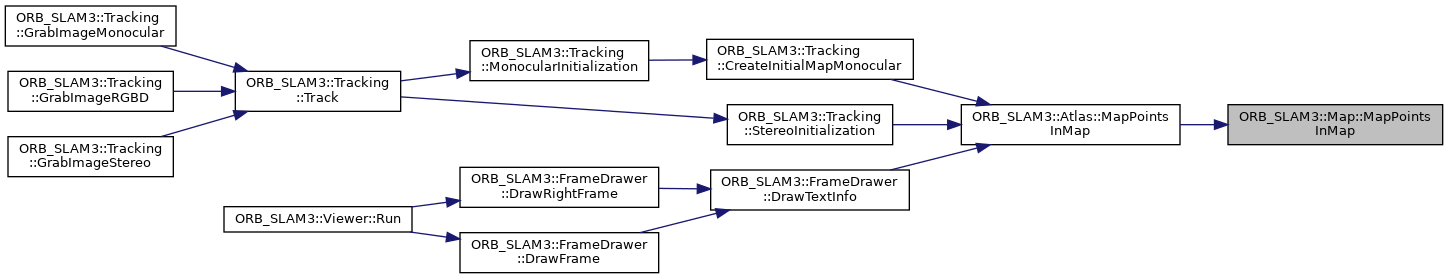 ORB_SLAM3::Tracking
::GrabImageMonocular
ORB_SLAM3::Tracking
::GrabImageRGBD
ORB_SLAM3::Tracking
::GrabImageStereo
ORB_SLAM3::Tracking
::Track
ORB_SLAM3::Tracking
::MonocularInitialization
ORB_SLAM3::Tracking
::CreateInitialMapMonocular
ORB_SLAM3::Tracking
::StereoInitialization
ORB_SLAM3::Atlas::MapPoints
InMap
ORB_SLAM3::Map::MapPoints
InMap
ORB_SLAM3::Viewer::Run
ORB_SLAM3::FrameDrawer
::DrawRightFrame
ORB_SLAM3::FrameDrawer
::DrawFrame
ORB_SLAM3::FrameDrawer
::DrawTextInfo